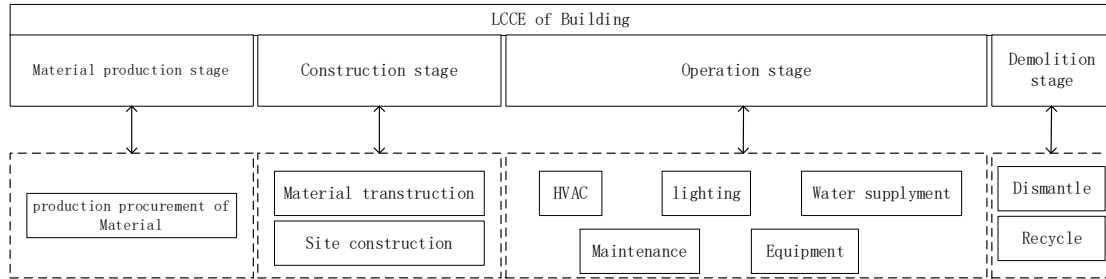 LCCE of Building
Material production stage
Construction stage
Operation stage
Demolition
stage
production procurement of
Material
Material transtruction
Site construction
HVAC
lighting
Water supplyment
Maintenance
Equipment
Dismantle
Recycle